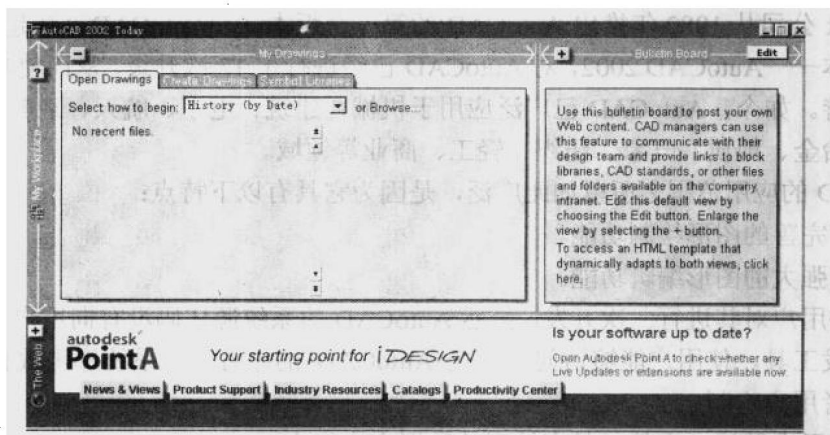 AutoCAD 2002 Today
My Drawings
Bulletin Board
Edit
?
My Workplace
Open Drawings
Create Drawings
Symbol Libraries
Select how to begin: History (by Date) or Browse...
No recent files.
Use this bulletin board to post your own
Web content. CAD managers can use
this feature to communicate with their
design team and provide links to block
libraries, CAD standards, or other files
and folders available on the company
intranet. Edit this default view by
choosing the Edit button. Enlarge the
view by selecting the + button.
To access an HTML template that
dynamically adapts to both views, click
here.
The Web
autodesk
Point A
Your starting point for iDESIGN
Is your software up to date?
Open Autodesk Point A to check whether any
Live Updates or extensions are available now.
News & Views
Product Support
Industry Resources
Catalogs
Productivity Center